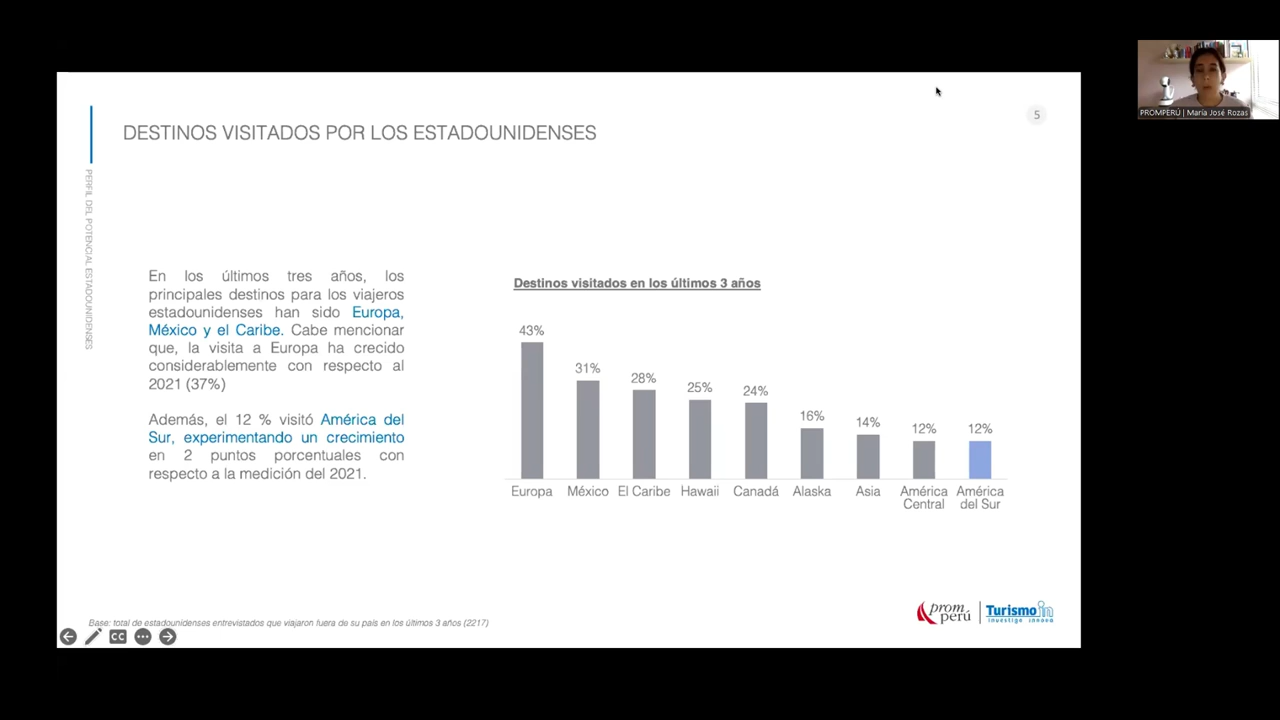 DESTINOS VISITADOS POR LOS ESTADOUNIDENSES
5
PERFIL DEL POTENCIAL ESTADOUNIDENSES
En los últimos tres años, los
principales destinos para los viajeros
estadounidenses han sido Europa,
México y el Caribe. Cabe mencionar
que, la visita a Europa ha crecido
considerablemente con respecto al
2021 (37%)
Además, el 12 % visitó América del
Sur, experimentando un crecimiento
en 2 puntos porcentuales con
respecto a la medición del 2021.
Destinos visitados en los últimos 3 años
43%
31%
28%
25%
24%
16%
14%
12%
12%
Europa
México
El Caribe
Hawaii
Canadá
Alaska
Asia
América
Central
América
del Sur
Base: total de estadounidenses entrevistados que viajaron fuera de su país en los últimos 3 años (2217)
CC
prom
perú
Turismo in
investiga innova
PROMPERÚ | María José Rozas